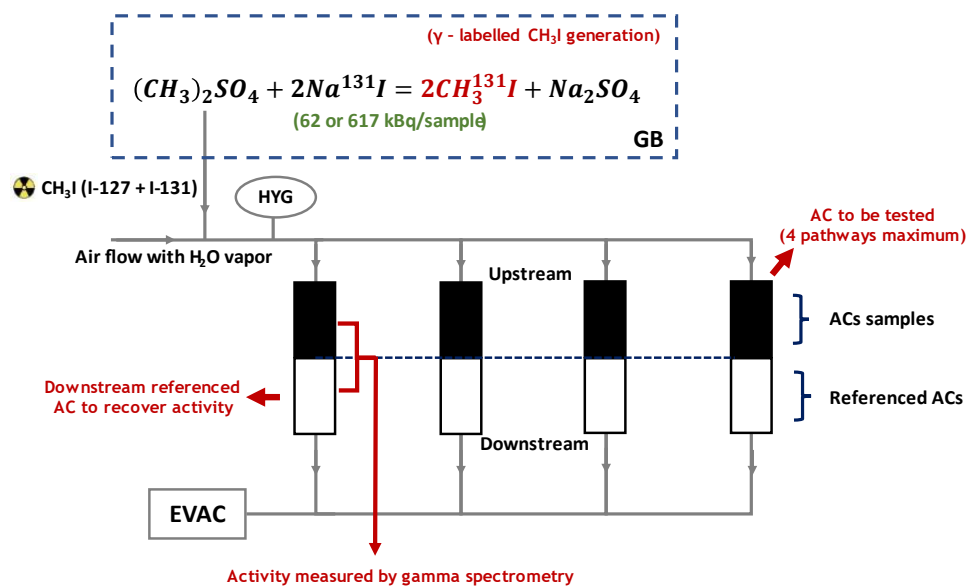 (γ - labelled CH₃I generation)
(CH₃)₂SO₄ + 2Na¹³¹I = 2CH₃¹³¹I + Na₂SO₄
(62 or 617 kBq/sample)
GB
CH₃I (I-127 + I-131)
HYG
AC to be tested
(4 pathways maximum)
Air flow with H₂O vapor
Upstream
ACs samples
Downstream referenced
AC to recover activity
Referenced ACs
Downstream
EVAC
Activity measured by gamma spectrometry